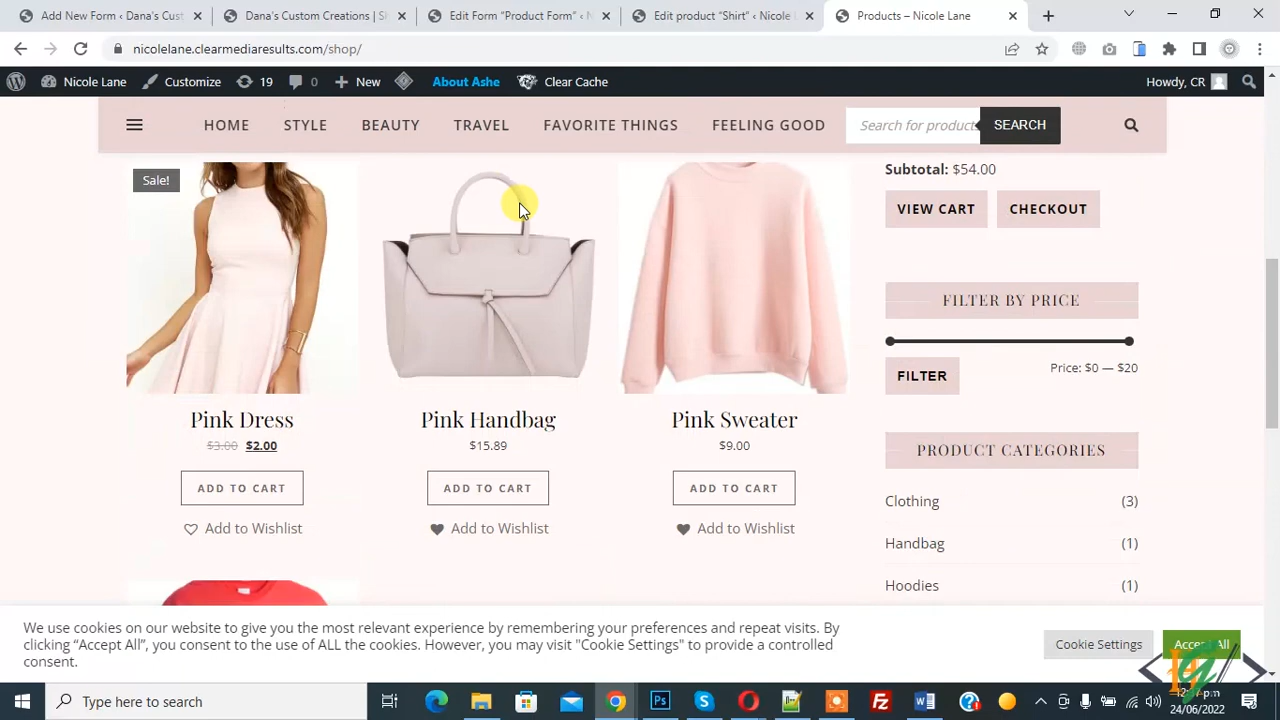 Add New Form ‹ Dana's Cust
Dana's Custom Creations | Sh
Edit Form "Product Form" ‹ N
Edit product "Shirt" ‹ Nicole L
Products – Nicole Lane
nicolelane.clearmediaresults.com/shop/
Nicole Lane
Customize
19
0
New
About Ashe
Clear Cache
Howdy, CR
HOME
STYLE
BEAUTY
TRAVEL
FAVORITE THINGS
FEELING GOOD
Search for product
SEARCH
Sale!
Subtotal: $54.00
VIEW CART
CHECKOUT
FILTER BY PRICE
FILTER
Price: $0 — $20
Pink Dress
Pink Handbag
Pink Sweater
$3.00 $2.00
$15.89
$9.00
ADD TO CART
ADD TO CART
ADD TO CART
Add to Wishlist
Add to Wishlist
Add to Wishlist
PRODUCT CATEGORIES
Clothing (3)
Handbag (1)
Hoodies (1)
We use cookies on our website to give you the most relevant experience by remembering your preferences and repeat visits. By
clicking "Accept All", you consent to the use of ALL the cookies. However, you may visit "Cookie Settings" to provide a controlled
consent.
Cookie Settings
Accept All
Type here to search
24/06/2022